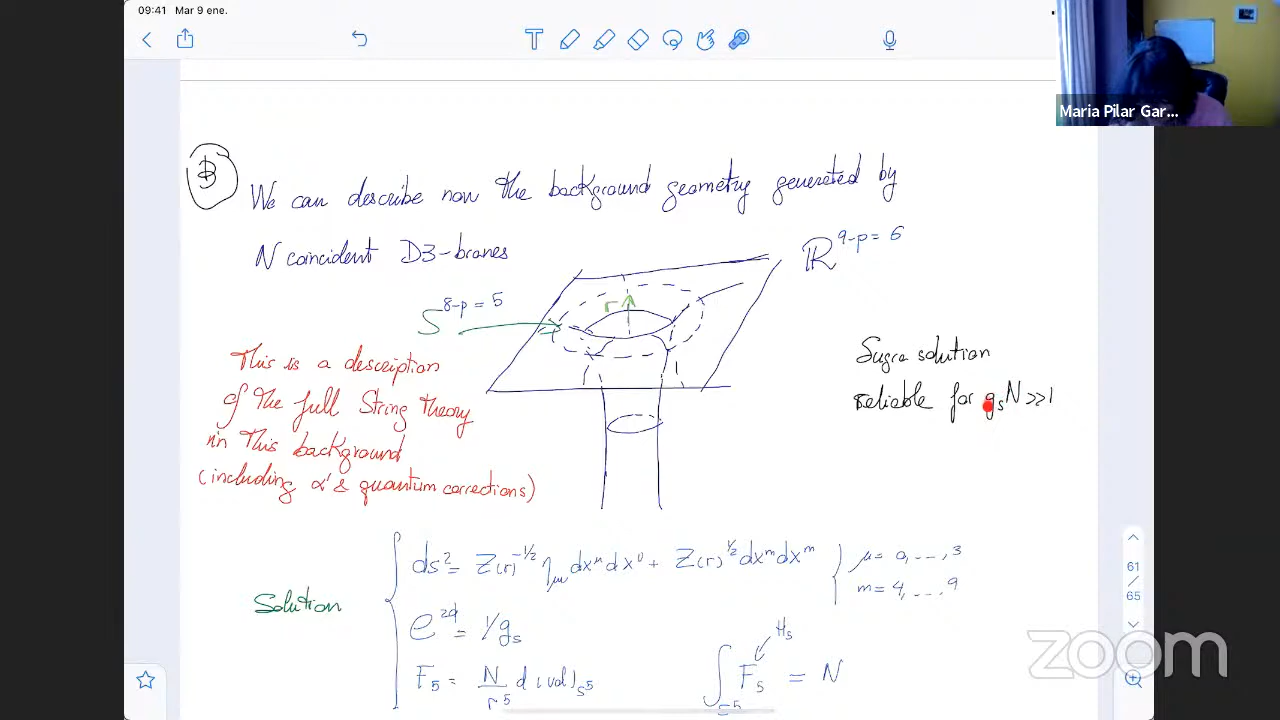 09:41 Mar 9 ene.
Maria Pilar Gar...
B
We can describe now the background geometry genereted by
N coincident D3-branes
ℝ^{9-p=6}
S^{8-p=5}
r
This is a description
of the full string theory
in this background
(including α' & quantum corrections)
Sugra solution
reliable for g_s N >> 1
Solution
ds² = Z(r)^{-1/2} η_{μν} dx^μ dx^ν + Z(r)^{1/2} dx^m dx^m
μ = 0, ..., 3
m = 4, ... 9
e^{2φ} = 1/g_s
F_5 = N/r^5 d(vol)_{S^5}
∫_{S^5} F_5 = N
H_5
61
/
65
zoom